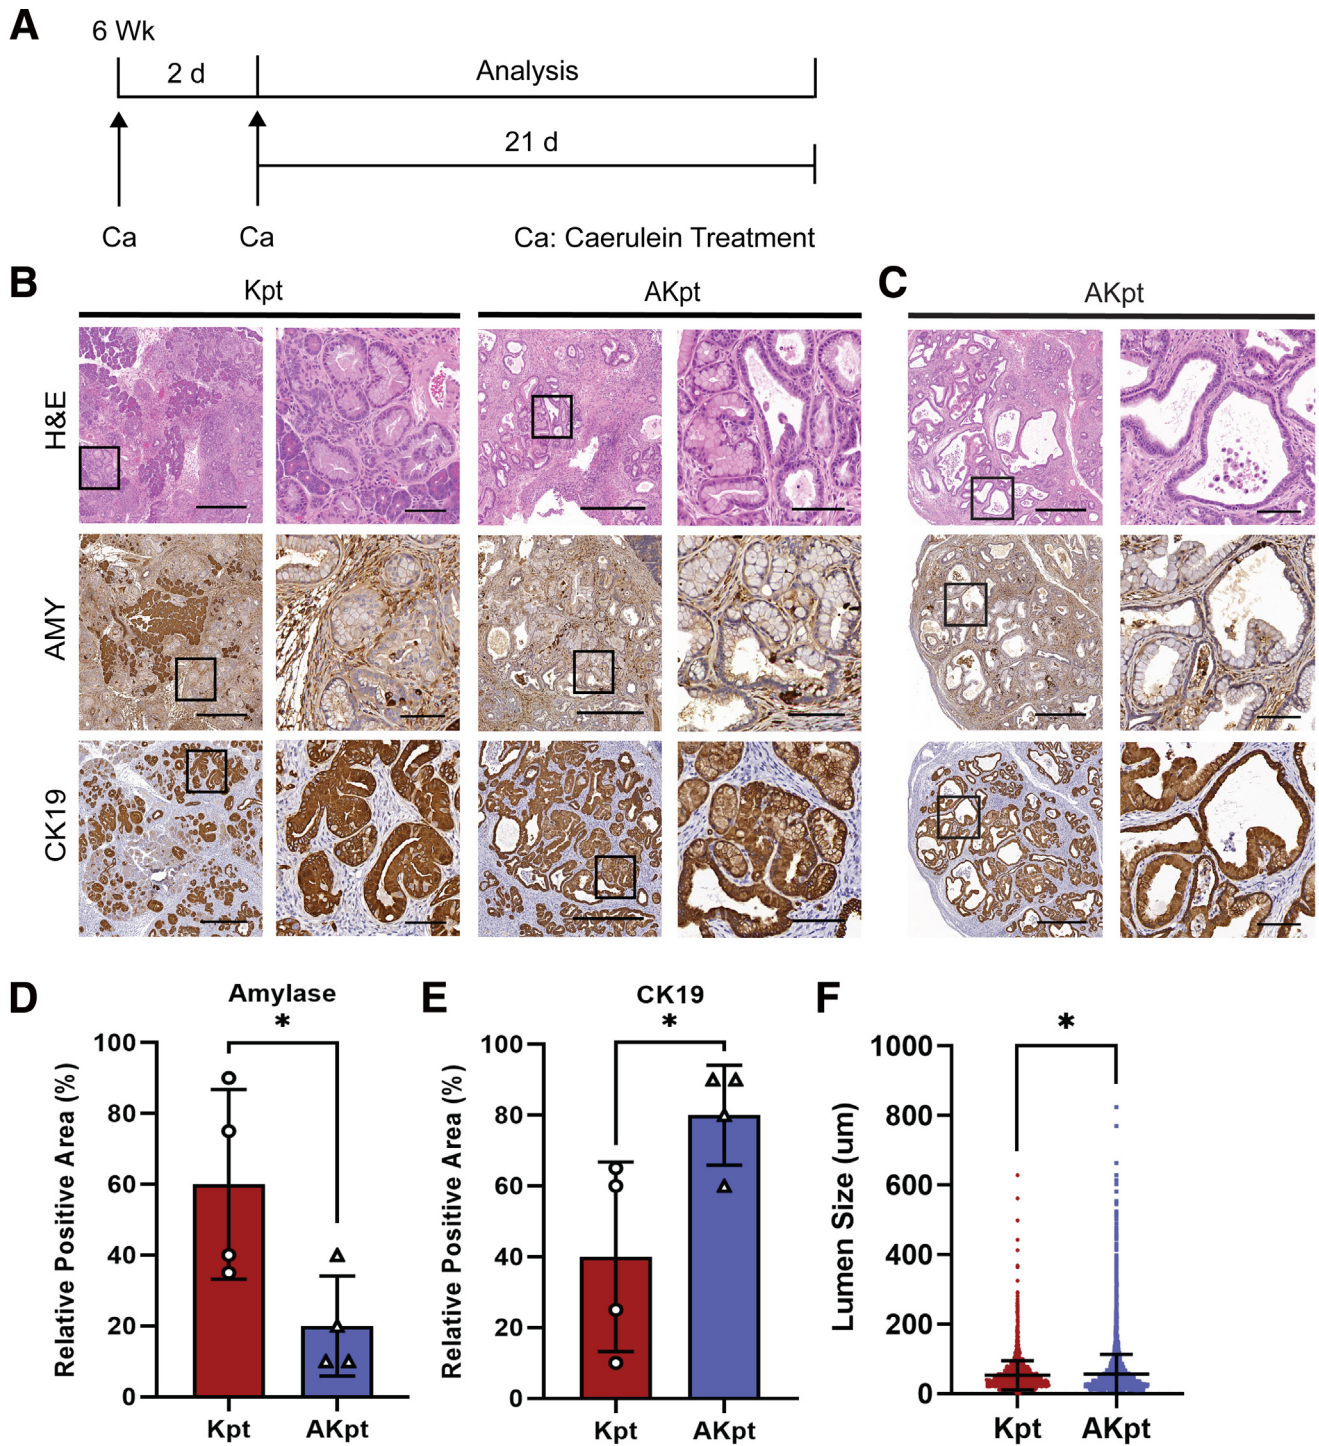 A
6 Wk
2 d
Analysis
21 d
Ca
Ca
Ca: Caerulein Treatment
B
Kpt
AKpt
C
AKpt
H&E
AMY
CK19
D
Amylase
*
Relative Positive Area (%)
100
80
60
40
20
0
Kpt
AKpt
E
CK19
*
Relative Positive Area (%)
100
80
60
40
20
0
Kpt
AKpt
F
*
Lumen Size (um)
1000
800
600
400
200
0
Kpt
AKpt